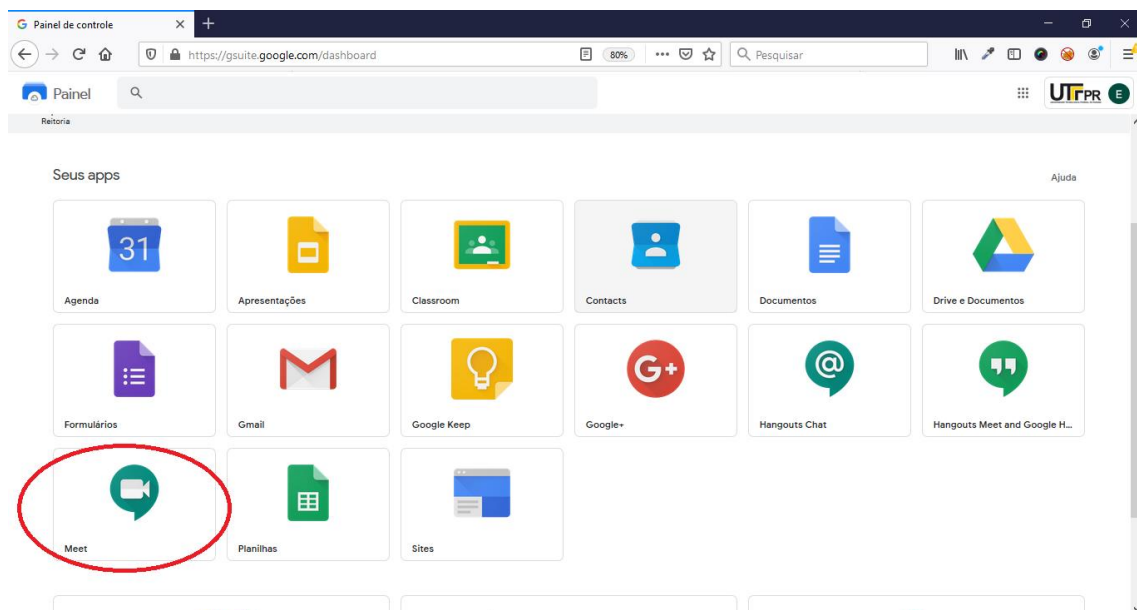 Painel de controle
https://gsuite.google.com/dashboard
80%
Pesquisar
Painel
UTFPR
E
Reitoria
Seus apps
Ajuda
31
Agenda
Apresentações
Classroom
Contacts
Documentos
Drive e Documentos
G+
@
Formulários
Gmail
Google Keep
Google+
Hangouts Chat
Hangouts Meet and Google H...
Meet
Planilhas
Sites